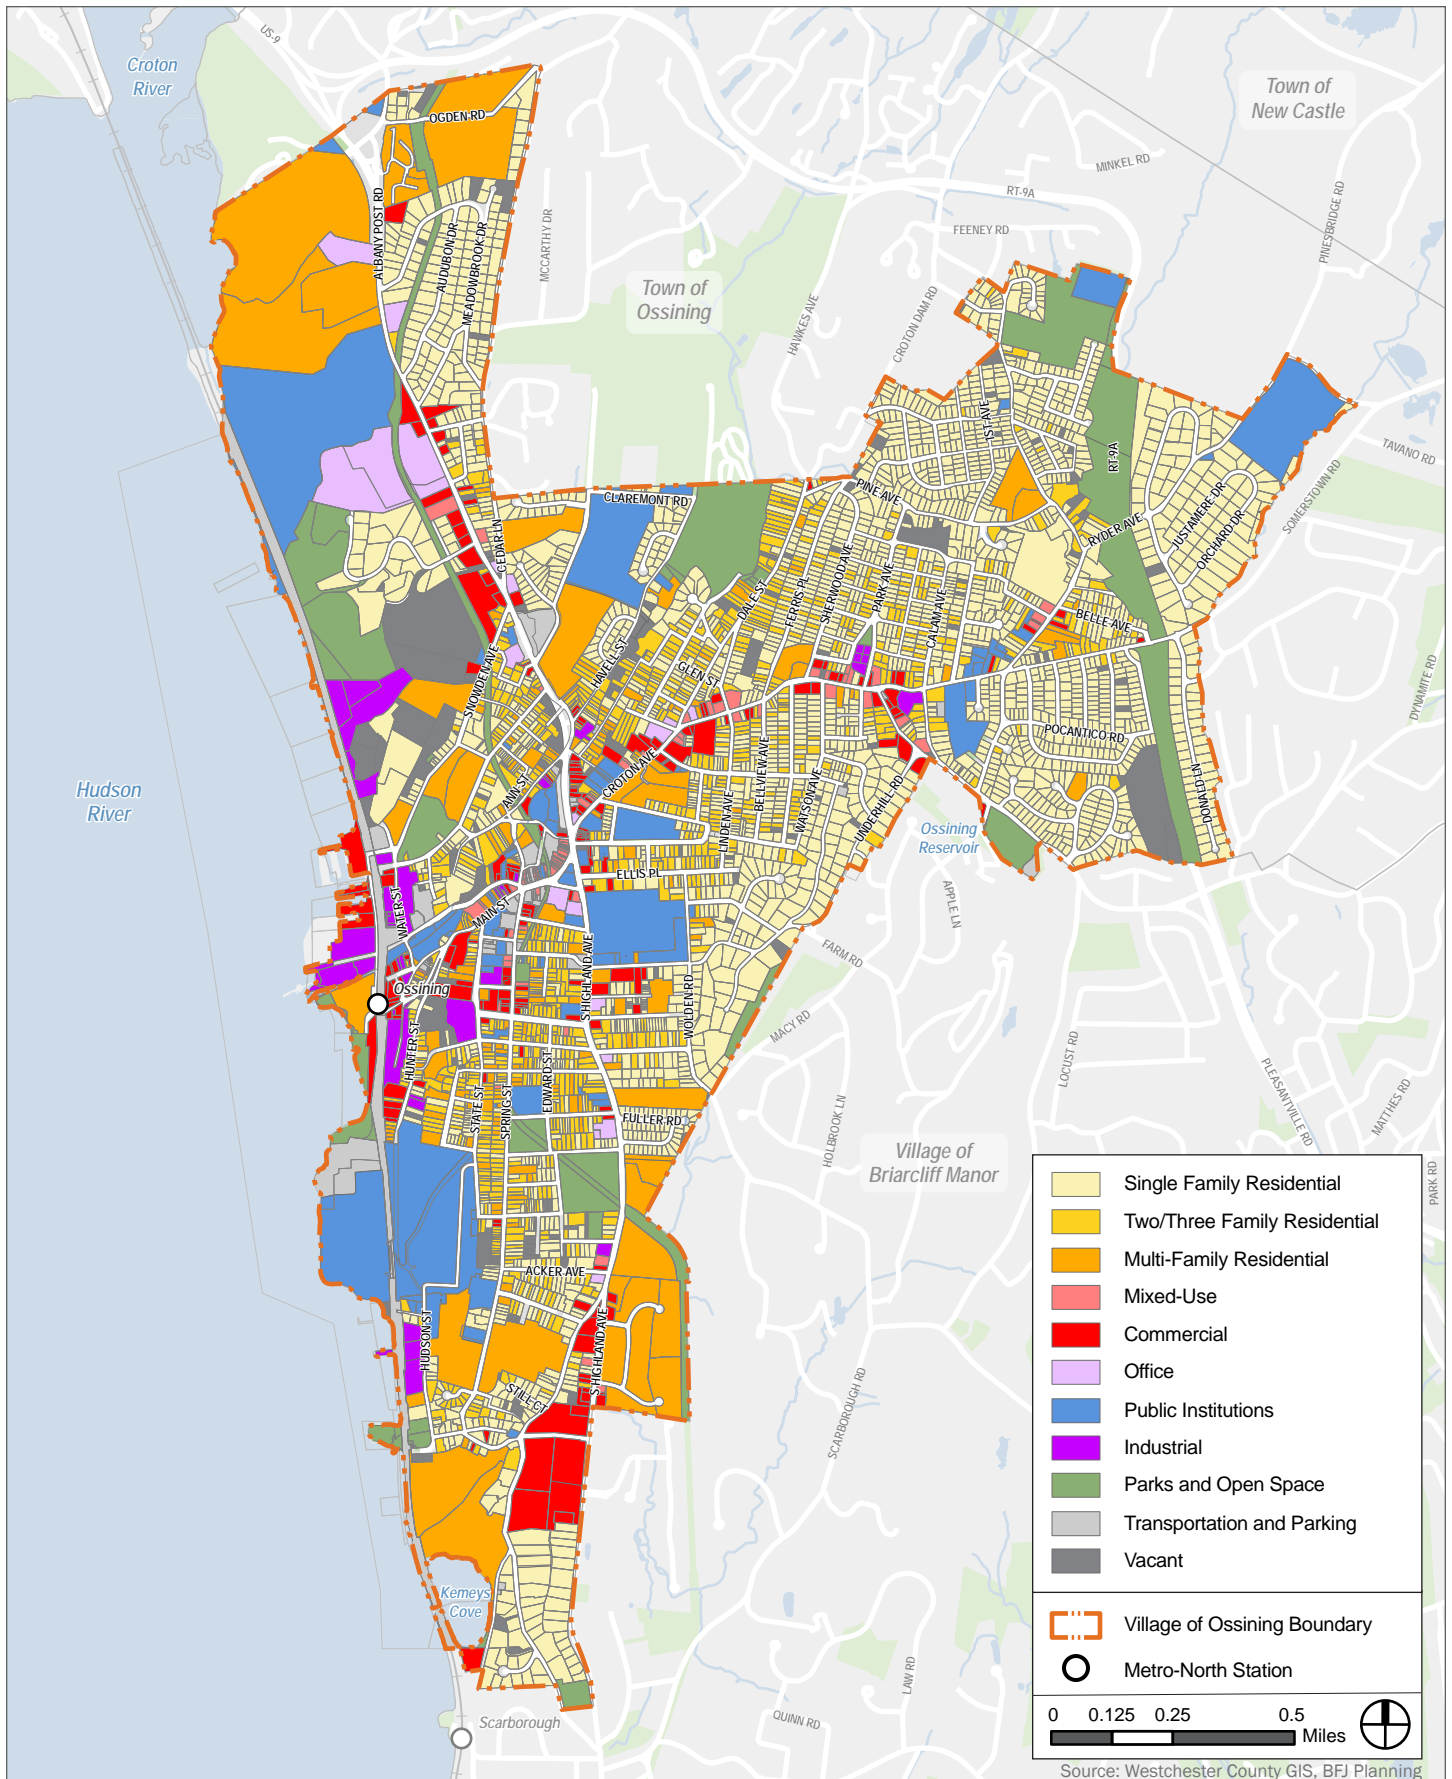 US-9
Croton
River
Town of
New Castle
OGDEN RD
MINKEL RD
RT-9A
PINESBRIDGE RD
ALBANY POST RD
AUDUBON DR
MEADOWBROOK DR
MCCARTHY DR
FEENEY RD
Town of
Ossining
HAWKES AVE
CROTON DAM RD
1ST AVE
RT-9A
TAVANO RD
SOMERSTOWN RD
CLAREMONT RD
PINE AVE
JUSTAMERE DR
ORCHARD DR
RYDER AVE
CEDAR LN
DALE ST
FERRIS PL
SHERWOOD AVE
PARK AVE
CALAM AVE
BELLE AVE
SNOWDEN AVE
HAVELL ST
GLEN ST
DYNAMITE RD
POCANTICO RD
Hudson
River
ANN ST
CROTON AVE
LINDEN AVE
BELLVIEW AVE
WATSON AVE
UNDERHILL RD
DONALD LN
Ossining
Reservoir
ELLIS PL
WATER ST
MAIN ST
APPLE LN
FARM RD
S HIGHLAND AVE
Ossining
WOLDEN RD
MACY RD
HUNTER ST
LOCUST RD
PLEASANTVILLE RD
MATTHES RD
STATE ST
SPRING ST
EDWARD ST
FULLER RD
HOLBROOK LN
Village of
Briarcliff Manor
PARK RD
ACKER AVE
HUDSON ST
S HIGHLAND AVE
STILL CT
SCARBOROUGH RD
Kemeys
Cove
LAW RD
QUINN RD
Scarborough
Single Family Residential
Two/Three Family Residential
Multi-Family Residential
Mixed-Use
Commercial
Office
Public Institutions
Industrial
Parks and Open Space
Transportation and Parking
Vacant
Village of Ossining Boundary
Metro-North Station
0 0.125 0.25 0.5
Miles
Source: Westchester County GIS, BFJ Planning